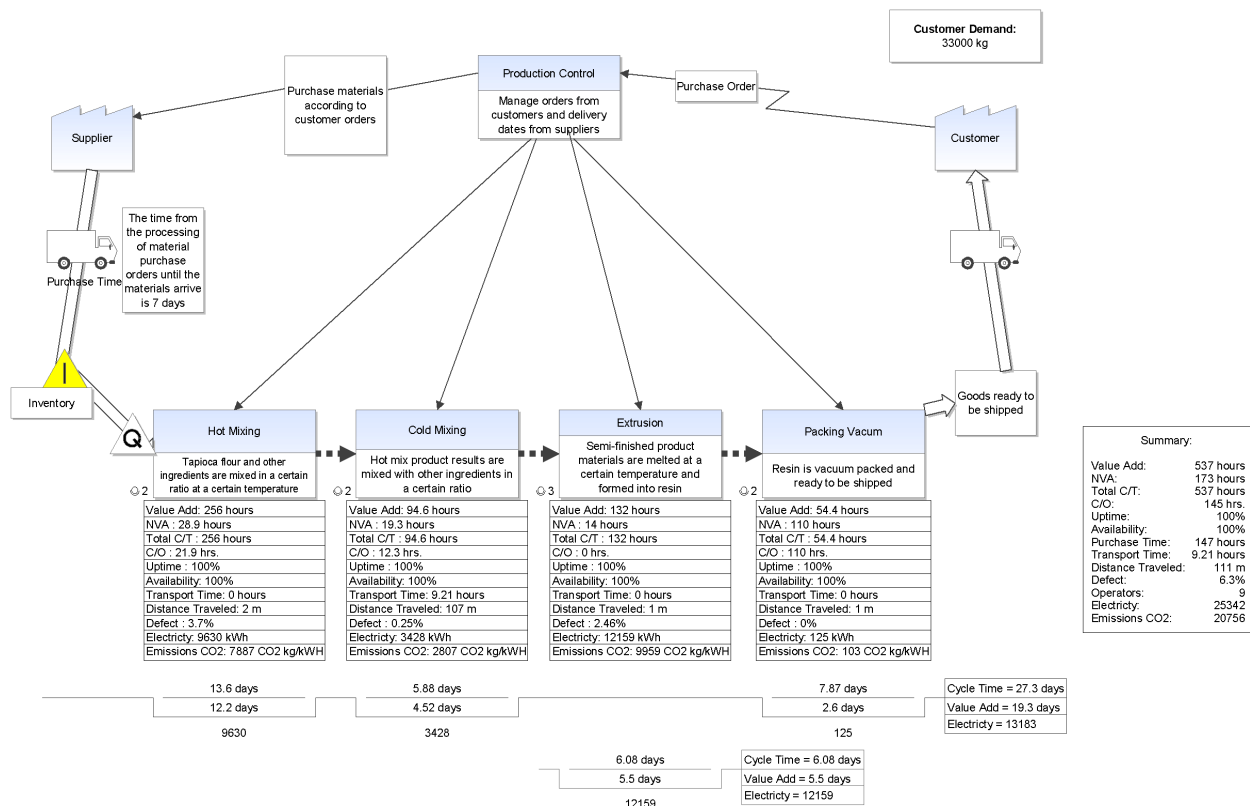 Customer Demand:
33000 kg
Production Control
Manage orders from
customers and delivery
dates from suppliers
Purchase materials
according to
customer orders
Purchase Order
Supplier
Customer
The time from
the processing
of material
purchase
orders until the
materials arrive
is 7 days
Purchase Time
I
Inventory
Q
Goods ready to
be shipped
Hot Mixing
Tapioca flour and other
ingredients are mixed in a certain
ratio at a certain temperature
2
Value Add: 256 hours
NVA : 28.9 hours
Total C/T : 256 hours
C/O : 21.9 hrs.
Uptime : 100%
Availability: 100%
Transport Time: 0 hours
Distance Traveled: 2 m
Defect : 3.7%
Electricty: 9630 kWh
Emissions CO2: 7887 CO2 kg/kWH
Cold Mixing
Hot mix product results are
mixed with other ingredients in
a certain ratio
2
Value Add: 94.6 hours
NVA : 19.3 hours
Total C/T : 94.6 hours
C/O : 12.3 hrs.
Uptime : 100%
Availability: 100%
Transport Time: 9.21 hours
Distance Traveled: 107 m
Defect : 0.25%
Electricty: 3428 kWh
Emissions CO2: 2807 CO2 kg/kWH
Extrusion
Semi-finished product
materials are melted at a
certain temperature and
formed into resin
3
Value Add: 132 hours
NVA : 14 hours
Total C/T : 132 hours
C/O : 0 hrs.
Uptime : 100%
Availability: 100%
Transport Time: 0 hours
Distance Traveled: 1 m
Defect : 2.46%
Electricty: 12159 kWh
Emissions CO2: 9959 CO2 kg/kWH
Packing Vacum
Resin is vacuum packed and
ready to be shipped
2
Value Add: 54.4 hours
NVA : 110 hours
Total C/T : 54.4 hours
C/O : 110 hrs.
Uptime : 100%
Availability: 100%
Transport Time: 0 hours
Distance Traveled: 1 m
Defect : 0%
Electricty: 125 kWh
Emissions CO2: 103 CO2 kg/kWH
Summary:
Value Add: 537 hours
NVA: 173 hours
Total C/T: 537 hours
C/O: 145 hrs.
Uptime: 100%
Availability: 100%
Purchase Time: 147 hours
Transport Time: 9.21 hours
Distance Traveled: 111 m
Defect: 6.3%
Operators: 9
Electricty: 25342
Emissions CO2: 20756
13.6 days
12.2 days
9630
5.88 days
4.52 days
3428
7.87 days
2.6 days
125
Cycle Time = 27.3 days
Value Add = 19.3 days
Electricty = 13183
6.08 days
5.5 days
12159
Cycle Time = 6.08 days
Value Add = 5.5 days
Electricty = 12159